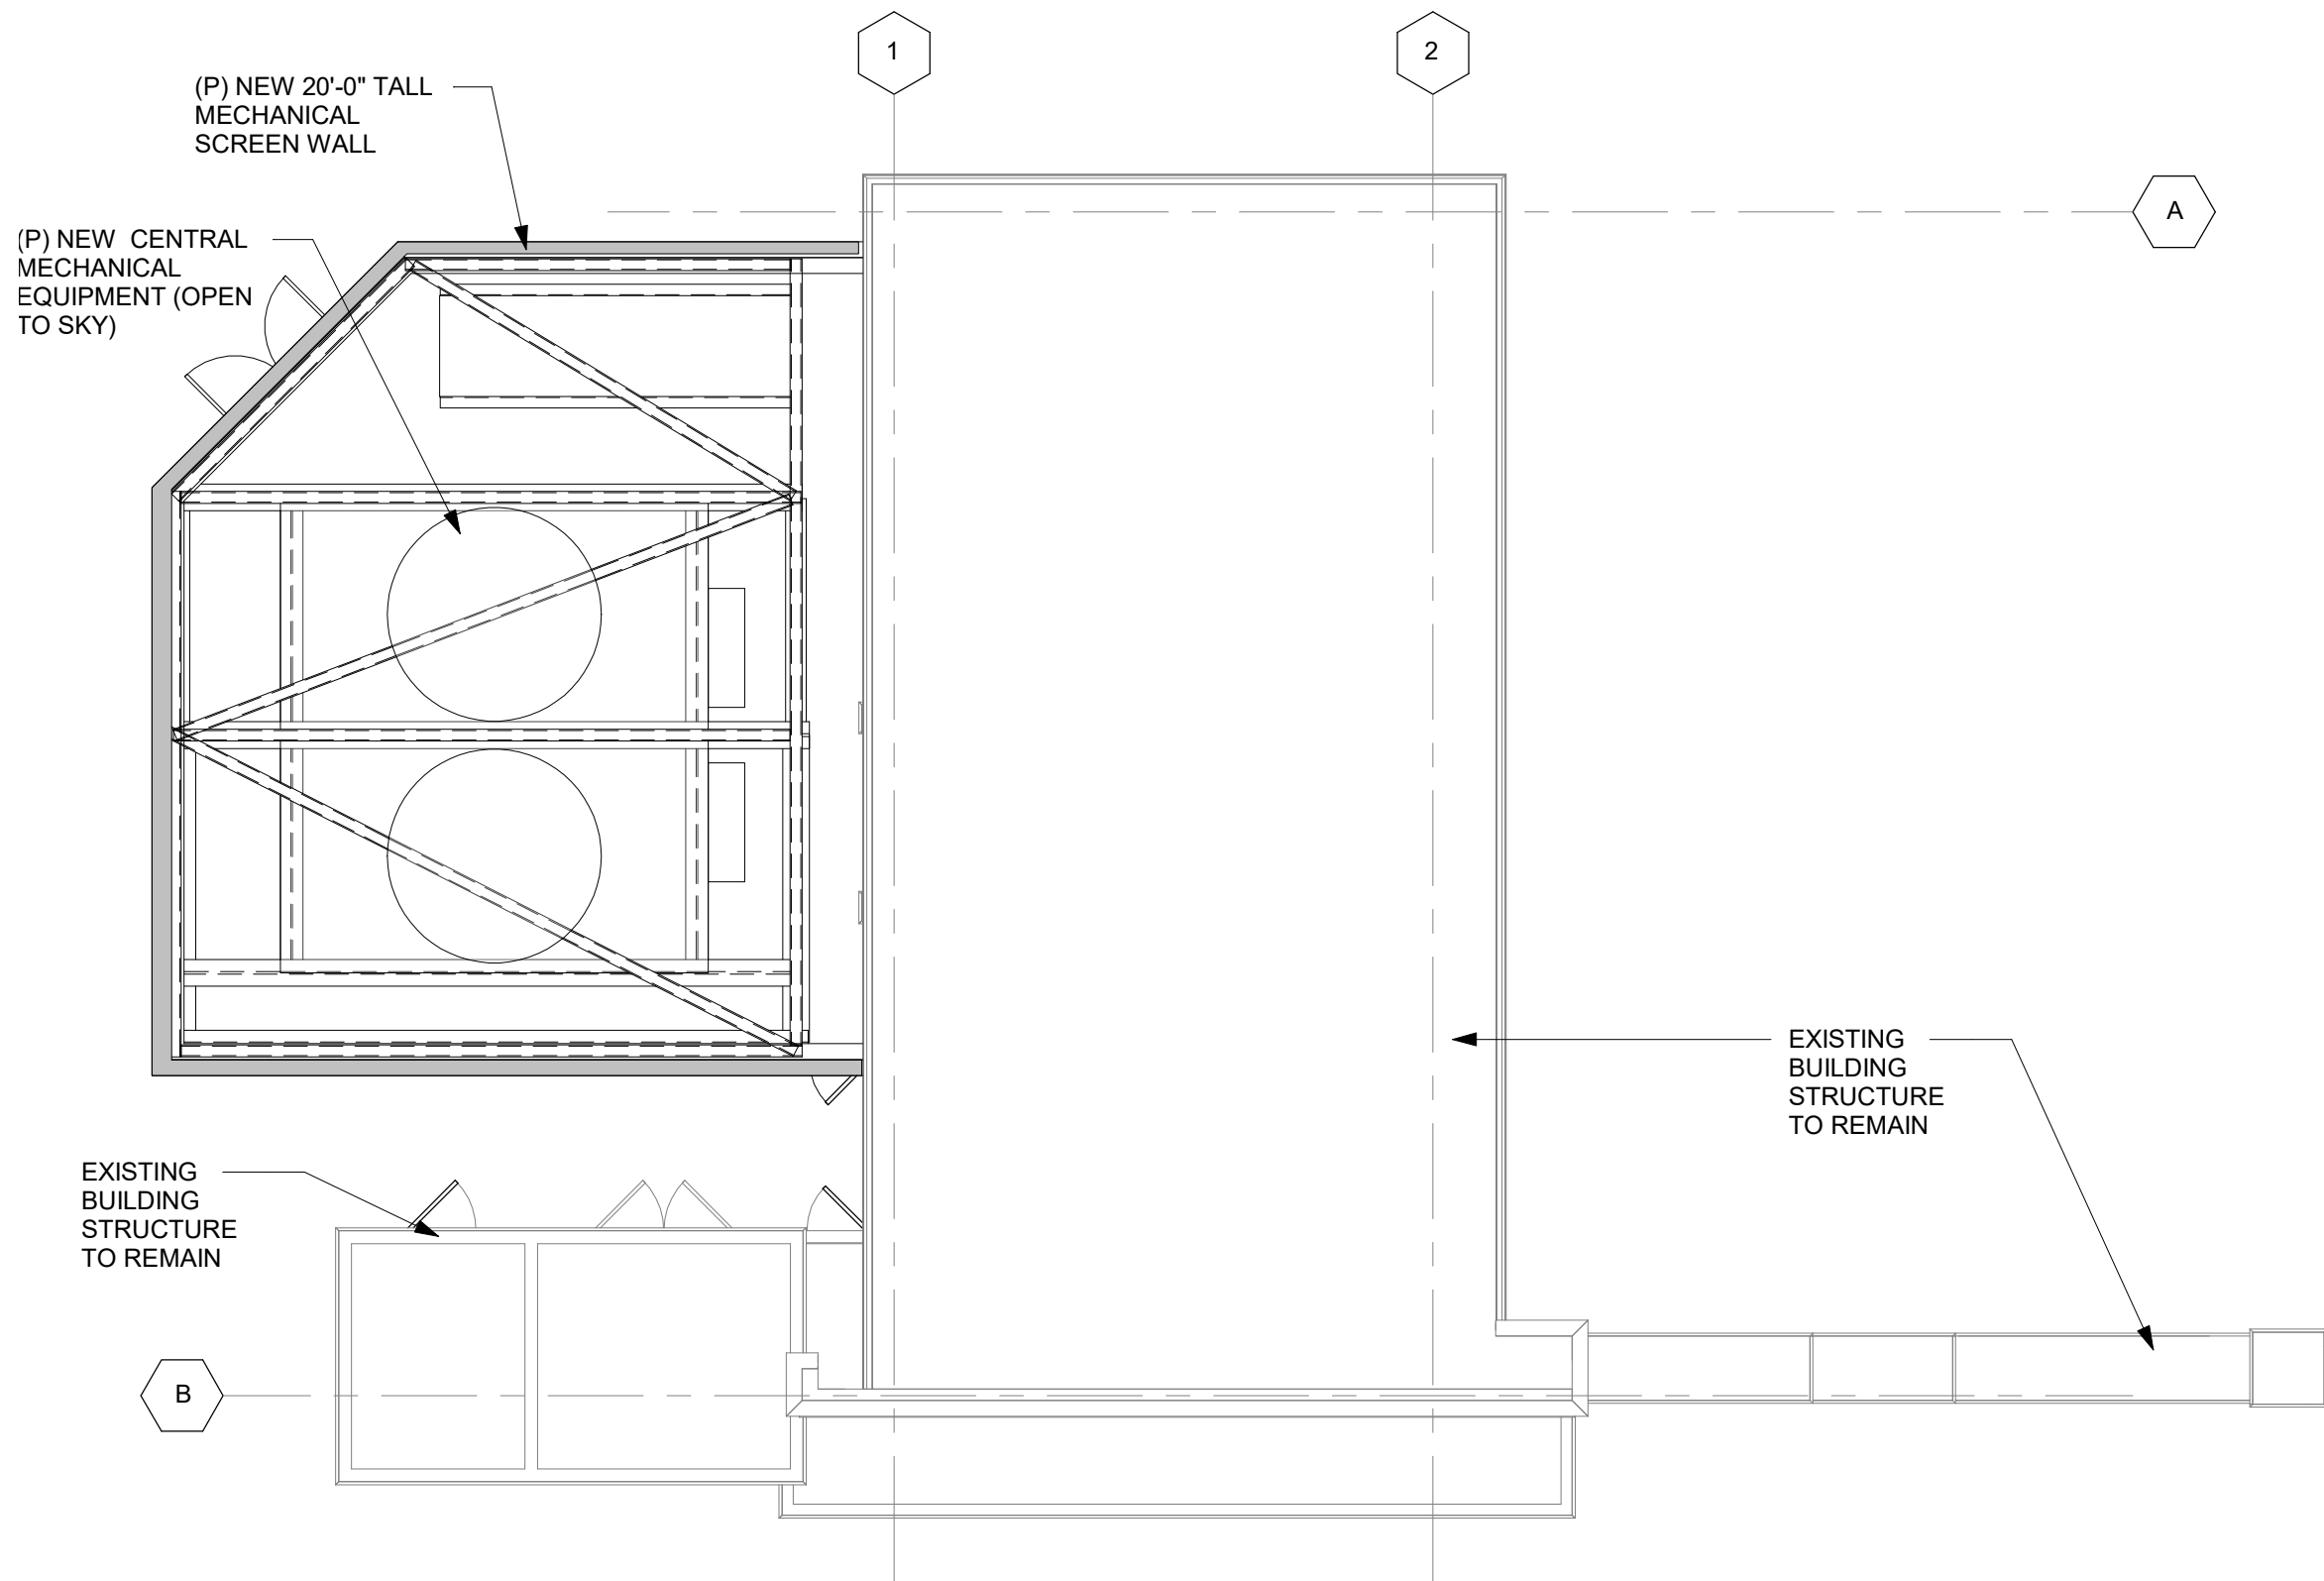 1
2
(P) NEW 20'-0" TALL
MECHANICAL
SCREEN WALL
A
(P) NEW CENTRAL
MECHANICAL
EQUIPMENT (OPEN
TO SKY)
EXISTING
BUILDING
STRUCTURE
TO REMAIN
EXISTING
BUILDING
STRUCTURE
TO REMAIN
B